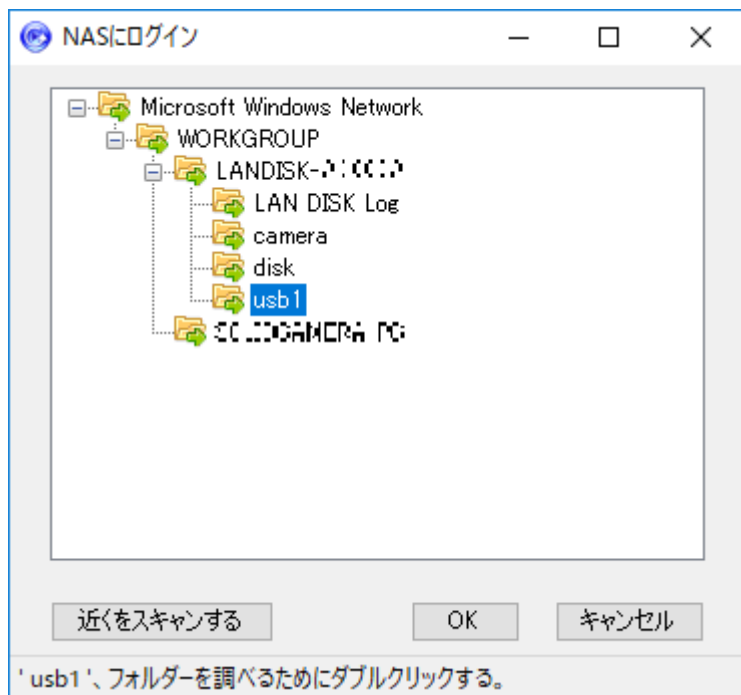 NASにログイン
Microsoft Windows Network
WORKGROUP
LANDISK-
LAN DISK Log
camera
disk
usb1
近くをスキャンする
OK
キャンセル
' usb1 '、フォルダーを調べるためにダブルクリックする。